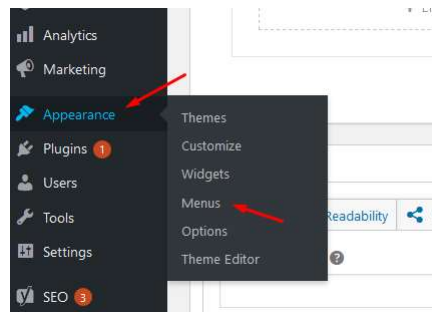 Analytics
Marketing
Appearance
Plugins 1
Users
Tools
Settings
SEO 3
Themes
Customize
Widgets
Menus
Options
Theme Editor
Readability